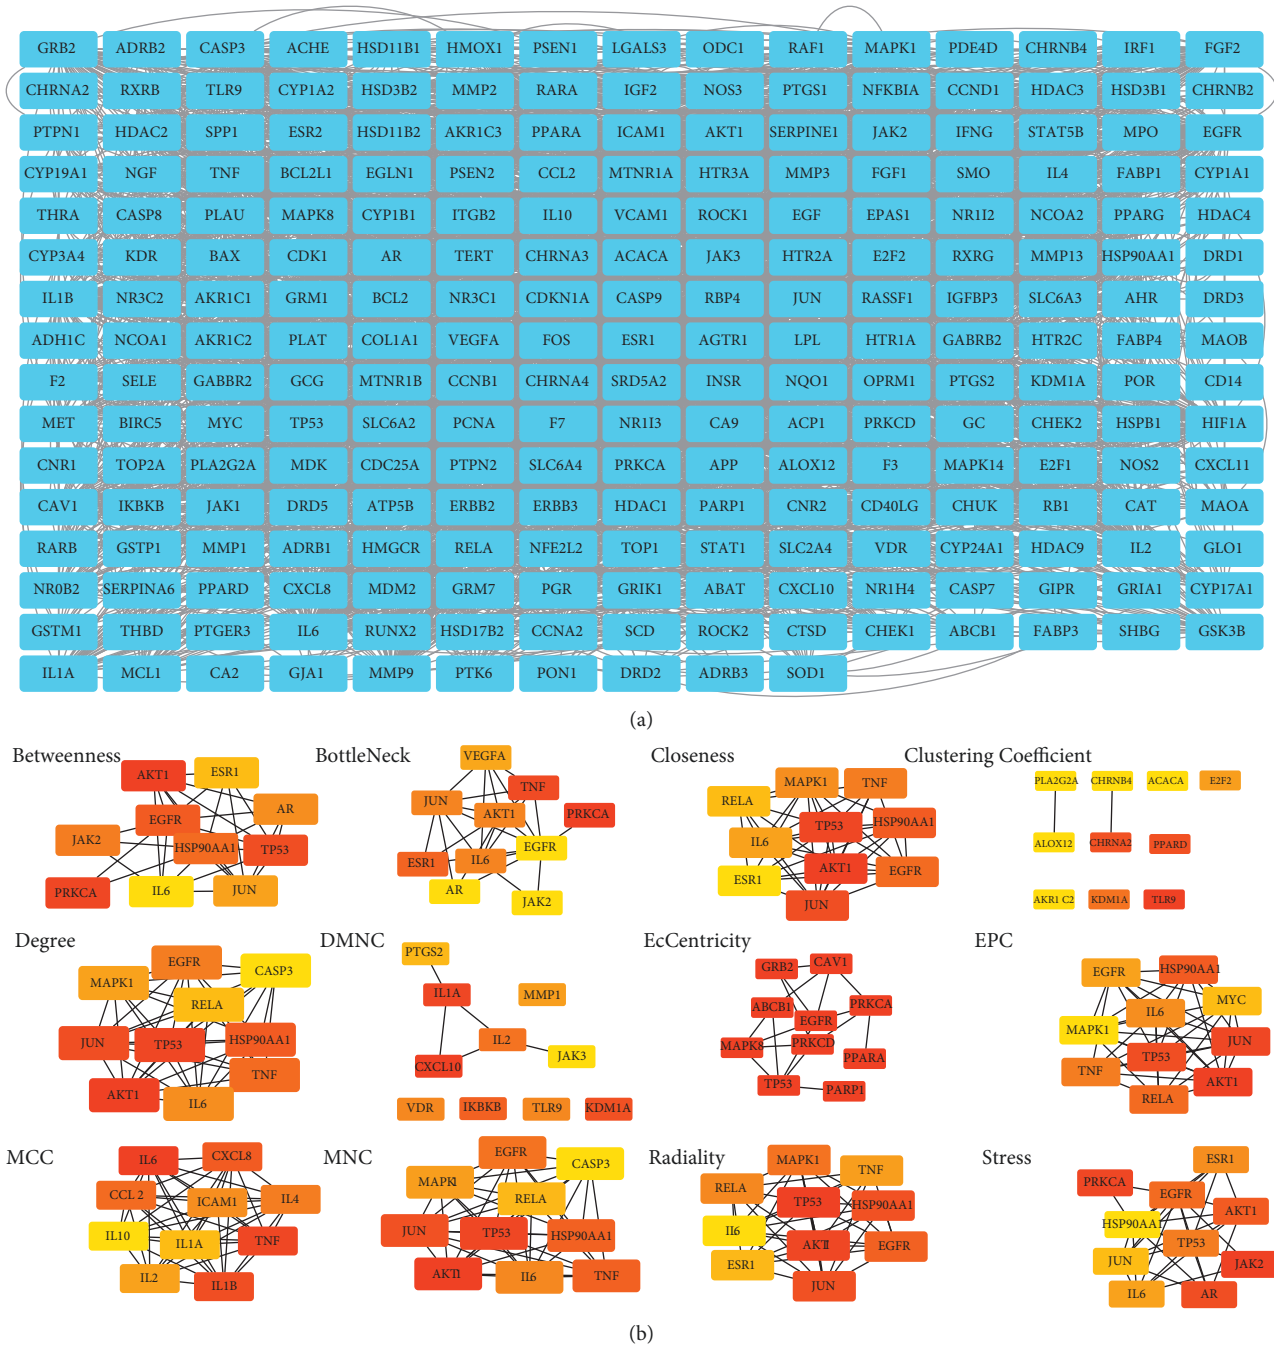 GRB2 ADRB2 CASP3 ACHE HSD11B1 HMOX1 PSEN1 LGALS3 ODC1 RAF1 MAPK1 PDE4D CHRNB4 IRF1 FGF2
CHRNA2 RXRB TLR9 CYP1A2 HSD3B2 MMP2 RARA IGF2 NOS3 PTGS1 NFKBIA CCND1 HDAC3 HSD3B1 CHRNB2
PTPN1 HDAC2 SPP1 ESR2 HSD11B2 AKR1C3 PPARA ICAM1 AKT1 SERPINE1 JAK2 IFNG STAT5B MPO EGFR
CYP19A1 NGF TNF BCL2L1 EGLN1 PSEN2 CCL2 MTNR1A HTR3A MMP3 FGF1 SMO IL4 FABP1 CYP1A1
THRA CASP8 PLAU MAPK8 CYP1B1 ITGB2 IL10 VCAM1 ROCK1 EGF EPAS1 NR1I2 NCOA2 PPARG HDAC4
CYP3A4 KDR BAX CDK1 AR TERT CHRNA3 ACACA JAK3 HTR2A E2F2 RXRG MMP13 HSP90AA1 DRD1
IL1B NR3C2 AKR1C1 GRM1 BCL2 NR3C1 CDKN1A CASP9 RBP4 JUN RASSF1 IGFBP3 SLC6A3 AHR DRD3
ADH1C NCOA1 AKR1C2 PLAT COL1A1 VEGFA FOS ESR1 AGTR1 LPL HTR1A GABRB2 HTR2C FABP4 MAOB
F2 SELE GABBR2 GCG MTNR1B CCNB1 CHRNA4 SRD5A2 INSR NQO1 OPRM1 PTGS2 KDM1A POR CD14
MET BIRC5 MYC TP53 SLC6A2 PCNA F7 NR1I3 CA9 ACP1 PRKCD GC CHEK2 HSPB1 HIF1A
CNR1 TOP2A PLA2G2A MDK CDC25A PTPN2 SLC6A4 PRKCA APP ALOX12 F3 MAPK14 E2F1 NOS2 CXCL11
CAV1 IKBKB JAK1 DRD5 ATP5B ERBB2 ERBB3 HDAC1 PARP1 CNR2 CD40LG CHUK RB1 CAT MAOA
RARB GSTP1 MMP1 ADRB1 HMGCR RELA NFE2L2 TOP1 STAT1 SLC2A4 VDR CYP24A1 HDAC9 IL2 GLO1
NR0B2 SERPINA6 PPARD CXCL8 MDM2 GRM7 PGR GRIK1 ABAT CXCL10 NR1H4 CASP7 GIPR GRIA1 CYP17A1
GSTM1 THBD PTGER3 IL6 RUNX2 HSD17B2 CCNA2 SCD ROCK2 CTSD CHEK1 ABCB1 FABP3 SHBG GSK3B
IL1A MCL1 CA2 GJA1 MMP9 PTK6 PON1 DRD2 ADRB3 SOD1
(a)
Betweenness
AKT1 ESR1
EGFR AR
JAK2 HSP90AA1 TP53
PRKCA IL6 JUN
BottleNeck
VEGFA
TNF
JUN AKT1 PRKCA
EGFR
ESR1 IL6
AR JAK2
Closeness
MAPK1 TNF
RELA TP53 HSP90AA1
IL6
ESR1 AKT1 EGFR
JUN
Clustering Coefficient
PLA2G2A CHRNB4 ACACA E2F2
ALOX12 CHRNA2 PPARD
AKR1 C2 KDM1A TLR9
Degree
EGFR CASP3
MAPK1 RELA
JUN TP53 HSP90AA1
TNF
AKT1 IL6
DMNC
PTGS2
IL1A MMP1
IL2
CXCL10 JAK3
VDR IKBKB TLR9 KDM1A
EcCentricity
GRB2 CAV1
ABCB1 PRKCA
EGFR
MAPK8 PRKCD
PPARA
TP53 PARP1
EPC
EGFR HSP90AA1
IL6 MYC
MAPK1 JUN
TP53
TNF AKT1
RELA
MCC
IL6 CXCL8
CCL 2 ICAM1 IL4
IL10 IL1A TNF
IL2 IL1B
MNC
EGFR CASP3
MAPK1 RELA
JUN TP53 HSP90AA1
AKT1 IL6 TNF
Radiality
MAPK1 TNF
RELA TP53 HSP90AA1
IL6 AKT1 EGFR
ESR1 JUN
Stress
ESR1
PRKCA EGFR AKT1
HSP90AA1
TP53
JUN JAK2
IL6 AR
(b)